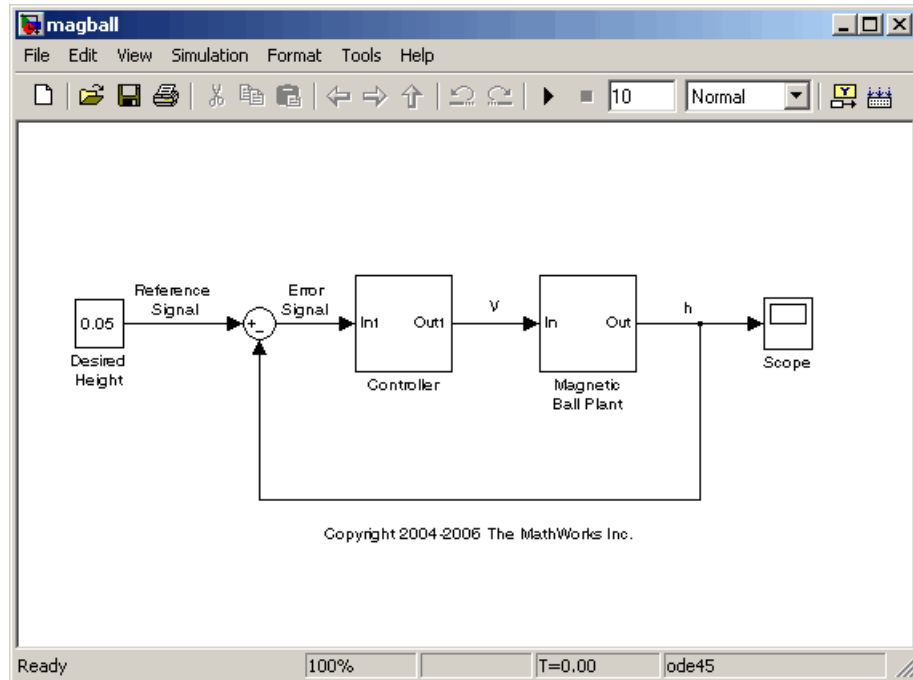 magball
File Edit View Simulation Format Tools Help
10 Normal
Reference
Signal
Error
Signal
V
h
0.05
+
-
In1 Out1
In Out
Desired
Height
Controller
Magnetic
Ball Plant
Scope
Copyright 2004-2006 The MathWorks Inc.
Ready 100% T=0.00 ode45